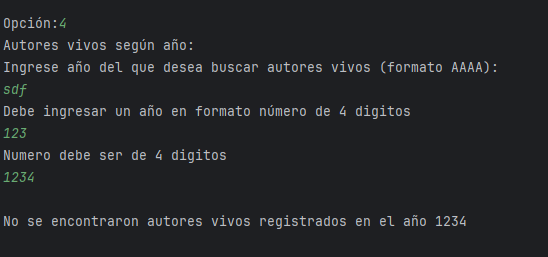 Opción:4
Autores vivos según año:
Ingrese año del que desea buscar autores vivos (formato AAAA):
sdf
Debe ingresar un año en formato número de 4 digitos
123
Numero debe ser de 4 digitos
1234
No se encontraron autores vivos registrados en el año 1234